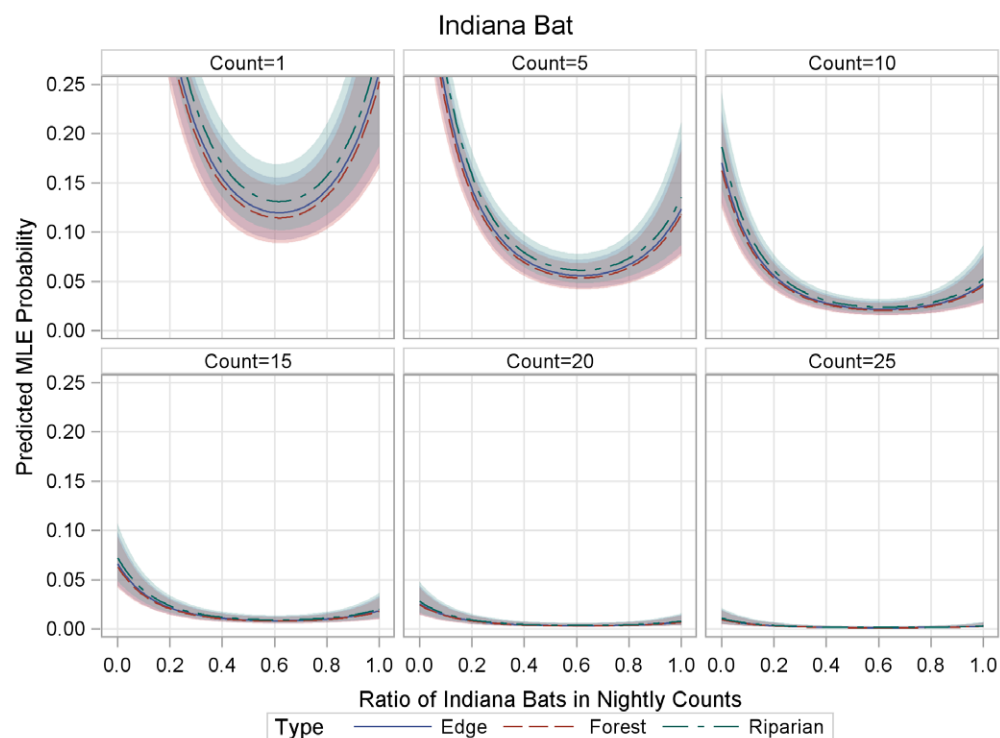 Indiana Bat
Count=1 Count=5 Count=10
0.25
0.20
0.15
0.10
0.05
0.00
Count=15 Count=20 Count=25
0.25
0.20
0.15
0.10
0.05
0.00
Predicted MLE Probability
0.0 0.2 0.4 0.6 0.8 1.0 0.0 0.2 0.4 0.6 0.8 1.0 0.0 0.2 0.4 0.6 0.8 1.0
Ratio of Indiana Bats in Nightly Counts
Type Edge Forest Riparian